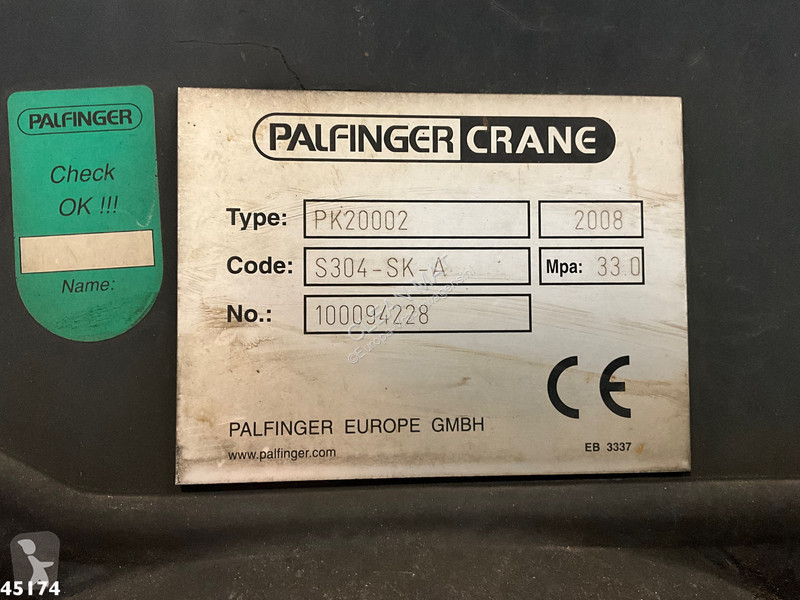 PALFINGER
Check
OK !!!
Name:
PALFINGER CRANE
Type: PK20002 2008
Code: S304-SK-A Mpa: 33.0
No.: 100094228
CE
PALFINGER EUROPE GMBH
www.palfinger.com
EB 3337
45174